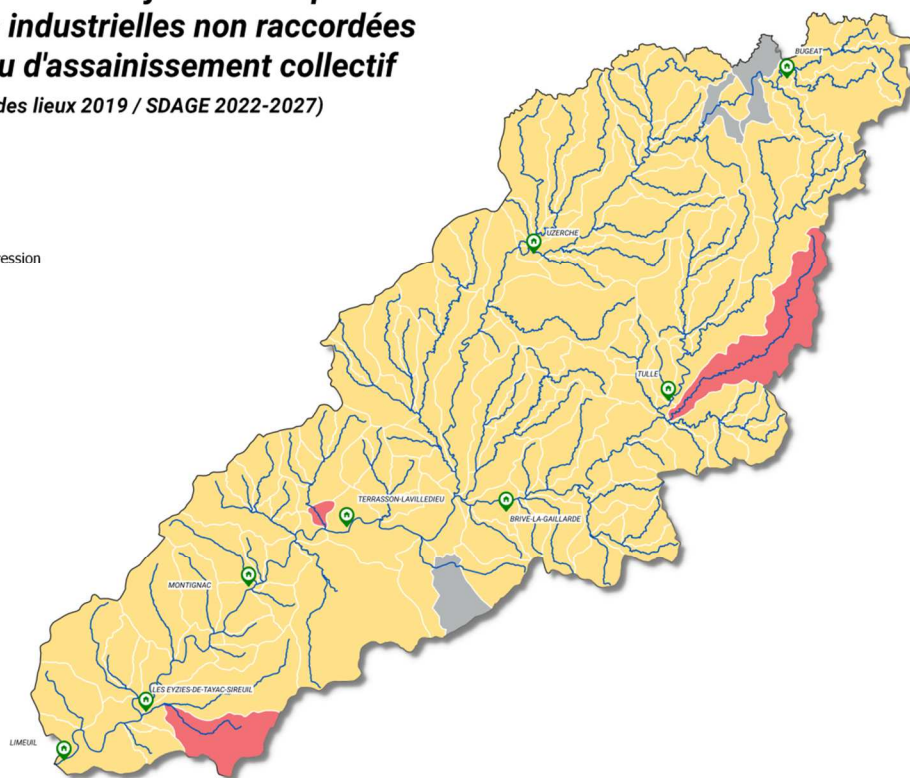 industrielles non raccordées
u d'assainissement collectif
des lieux 2019 / SDAGE 2022-2027)
ession
BUGEAT
UZERCHE
TULLE
TERRASSON-LAVILLEDIEU
BRIVE-LA-GAILLARDE
MONTIGNAC
LES EYZIES-DE-TAYAC-SIREUIL
LIMEUIL